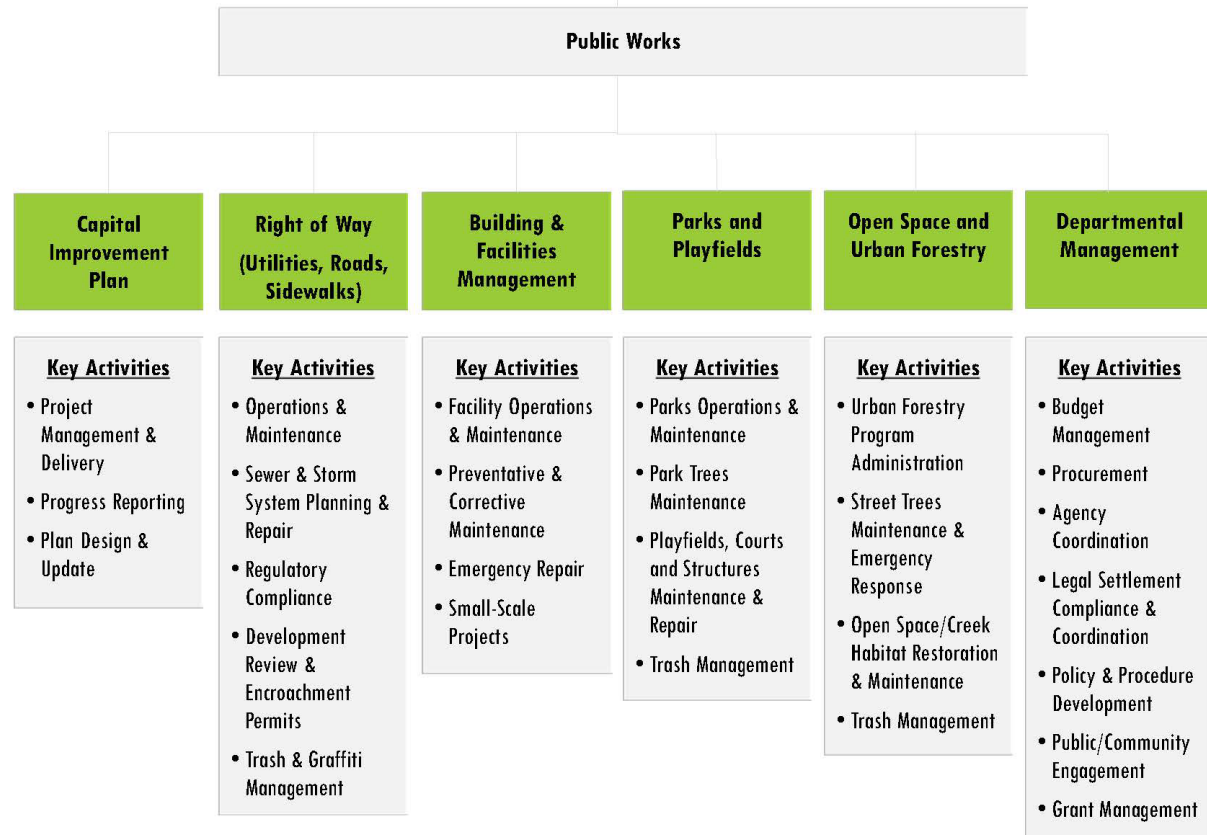 Public Works
Capital
Improvement
Plan
Right of Way
(Utilities, Roads,
Sidewalks)
Building &
Facilities
Management
Parks and
Playfields
Open Space and
Urban Forestry
Departmental
Management
Key Activities
• Project
Management &
Delivery
• Progress Reporting
• Plan Design &
Update
Key Activities
• Operations &
Maintenance
• Sewer & Storm
System Planning &
Repair
• Regulatory
Compliance
• Development
Review &
Encroachment
Permits
• Trash & Graffiti
Management
Key Activities
• Facility Operations
& Maintenance
• Preventative &
Corrective
Maintenance
• Emergency Repair
• Small-Scale
Projects
Key Activities
• Parks Operations &
Maintenance
• Park Trees
Maintenance
• Playfields, Courts
and Structures
Maintenance &
Repair
• Trash Management
Key Activities
• Urban Forestry
Program
Administration
• Street Trees
Maintenance &
Emergency
Response
• Open Space/Creek
Habitat Restoration
& Maintenance
• Trash Management
Key Activities
• Budget
Management
• Procurement
• Agency
Coordination
• Legal Settlement
Compliance &
Coordination
• Policy & Procedure
Development
• Public/Community
Engagement
• Grant Management